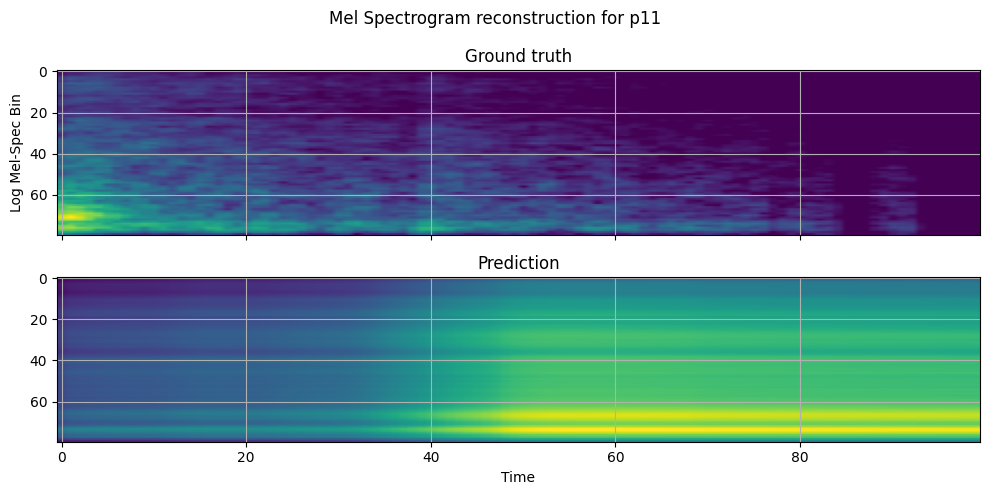 Mel Spectrogram reconstruction for p11
Ground truth
0
20
40
60
Log Mel-Spec Bin
Prediction
0
20
40
60
0 20 40 60 80
Time